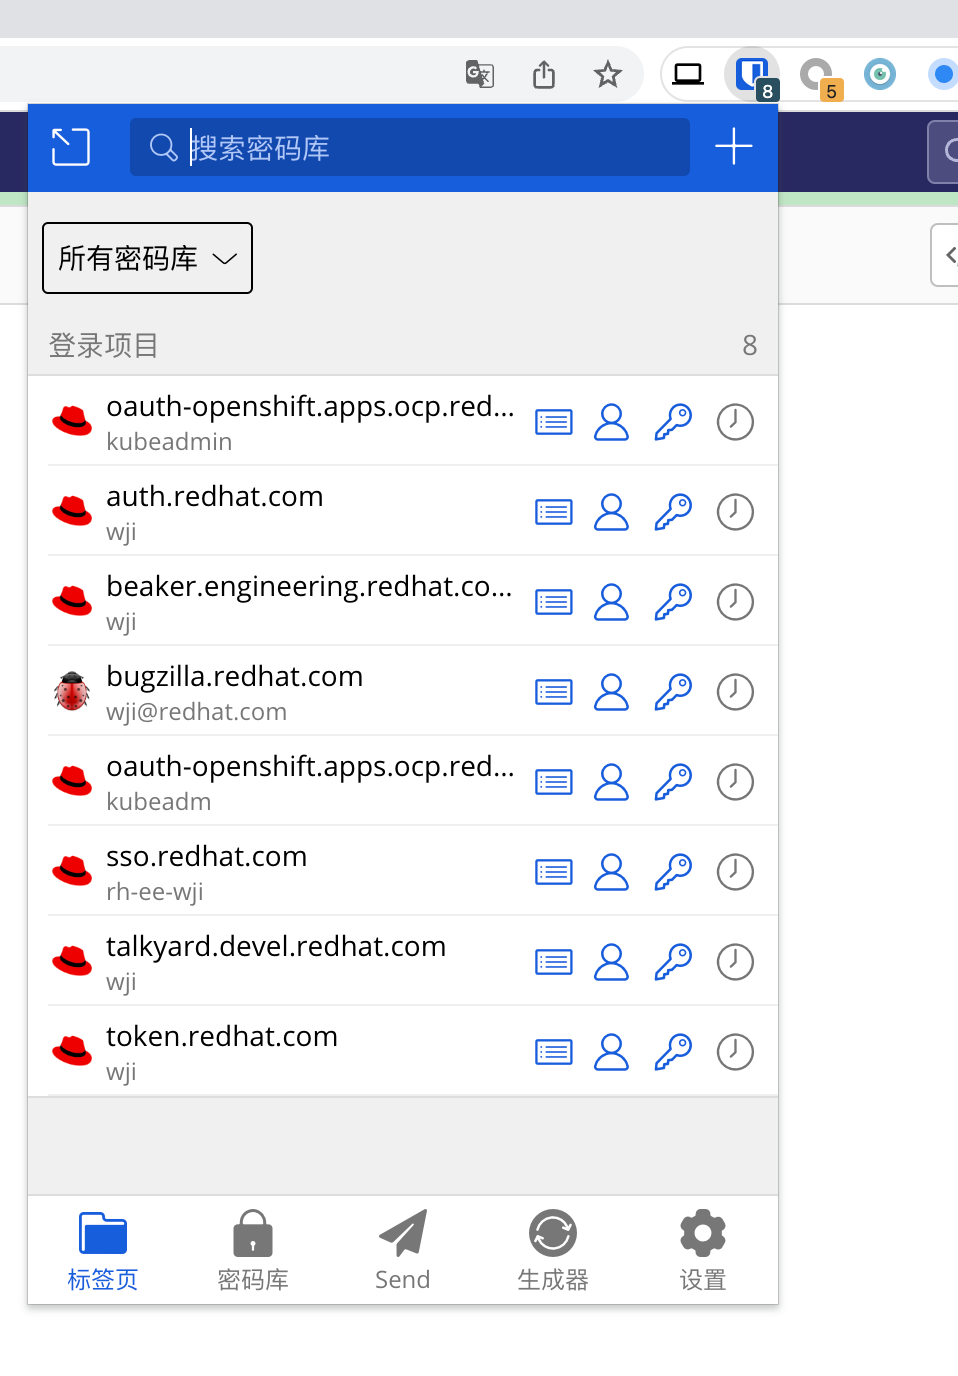 8
5
搜索密码库
所有密码库
登录项目 8
oauth-openshift.apps.ocp.red...
kubeadmin
auth.redhat.com
wji
beaker.engineering.redhat.co...
wji
bugzilla.redhat.com
wji@redhat.com
oauth-openshift.apps.ocp.red...
kubeadm
sso.redhat.com
rh-ee-wji
talkyard.devel.redhat.com
wji
token.redhat.com
wji
标签页 密码库 Send 生成器 设置